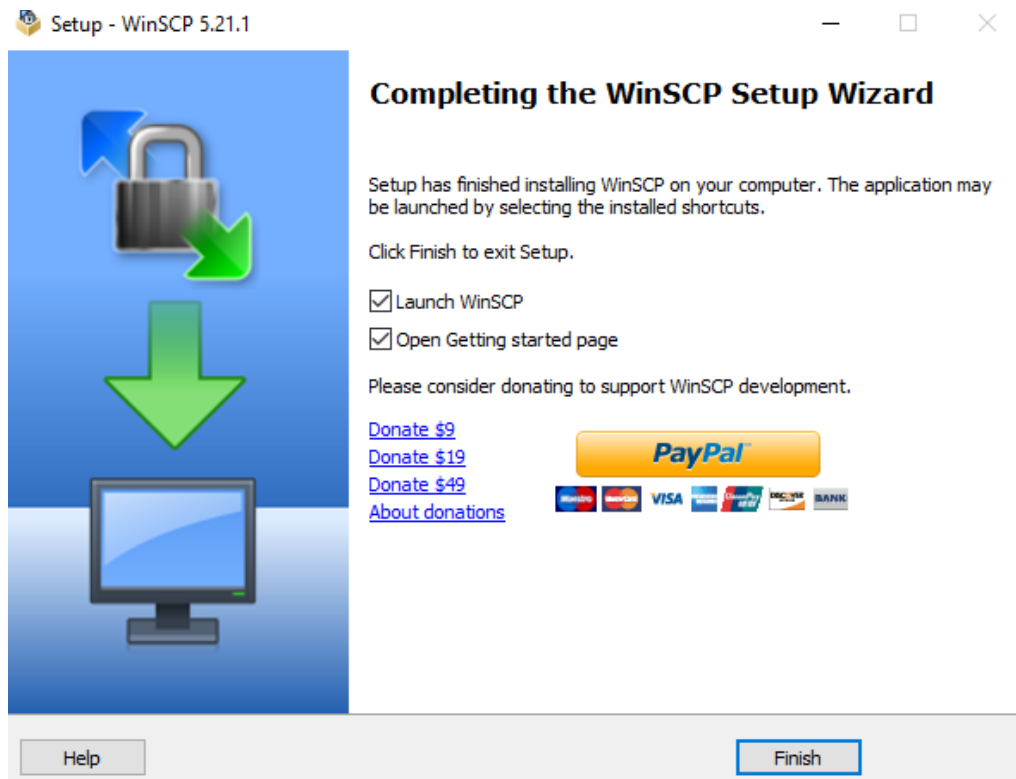 Setup - WinSCP 5.21.1
Completing the WinSCP Setup Wizard
Setup has finished installing WinSCP on your computer. The application may
be launched by selecting the installed shortcuts.
Click Finish to exit Setup.
Launch WinSCP
Open Getting started page
Please consider donating to support WinSCP development.
Donate $9
Donate $19
Donate $49
About donations
PayPal
Maestro MasterCard VISA DISCOVER BANK
Help
Finish